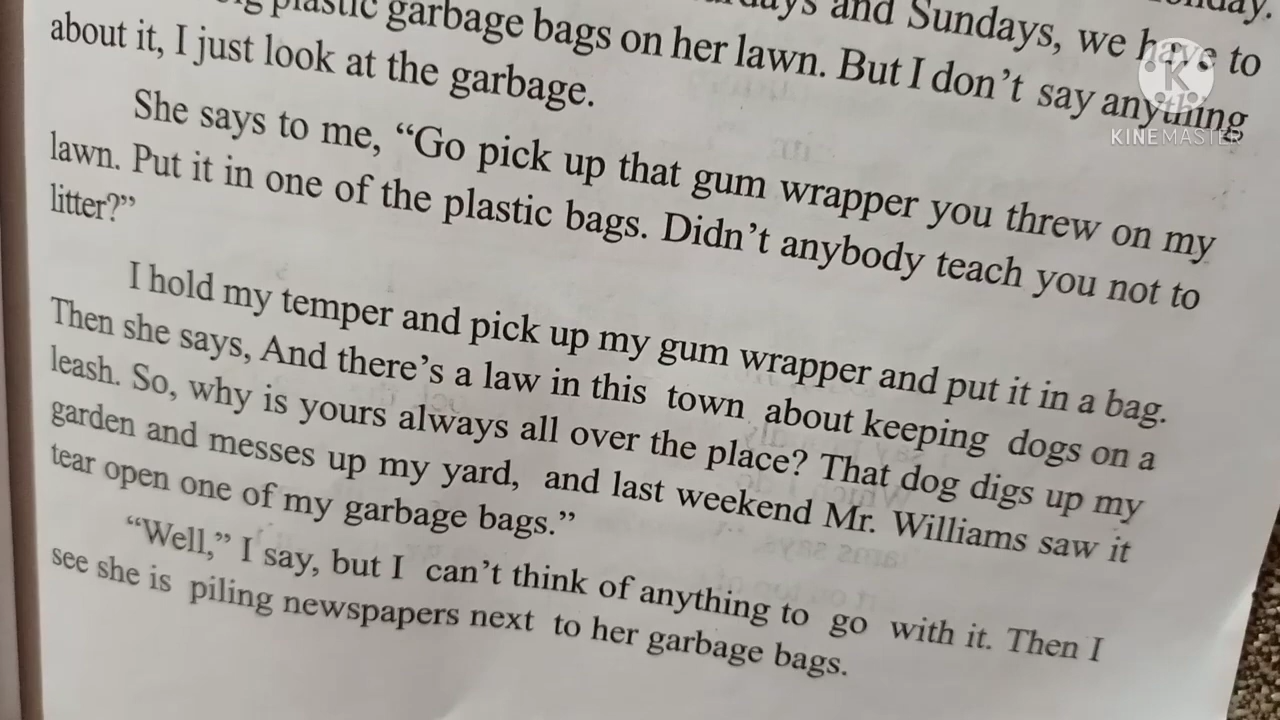 plastic garbage bags on her lawn. But I don't say anything
and Sundays, we have to
about it, I just look at the garbage.
She says to me, “Go pick up that gum wrapper you threw on my
lawn. Put it in one of the plastic bags. Didn't anybody teach you not to
litter?”
I hold my temper and pick up my gum wrapper and put it in a bag.
Then she says, And there's a law in this town about keeping dogs on a
leash. So, why is yours always all over the place? That dog digs up my
garden and messes up my yard, and last weekend Mr. Williams saw it
tear open one of my garbage bags.”
“Well,” I say, but I can't think of anything to go with it. Then I
see she is piling newspapers next to her garbage bags.
K
KINEMASTER